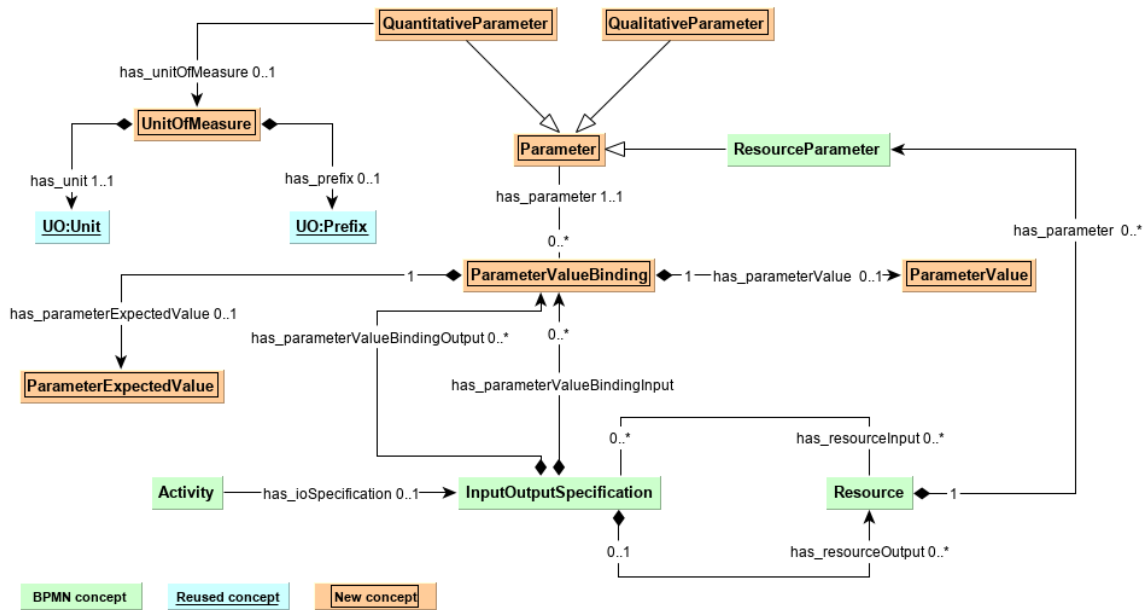 QuantitativeParameter
QualitativeParameter
has_unitOfMeasure 0..1
UnitOfMeasure
Parameter
ResourceParameter
has_unit 1..1
has_prefix 0..1
has_parameter 1..1
UO:Unit
UO:Prefix
has_parameter 0..*
0..*
1
ParameterValueBinding
1
has_parameterValue 0..1
ParameterValue
has_parameterExpectedValue 0..1
has_parameterValueBindingOutput 0..*
0..*
ParameterExpectedValue
has_parameterValueBindingInput
0..*
has_resourceInput 0..*
Activity
has_ioSpecification 0..1
InputOutputSpecification
Resource
1
0..1
has_resourceOutput 0..*
BPMN concept
Reused concept
New concept